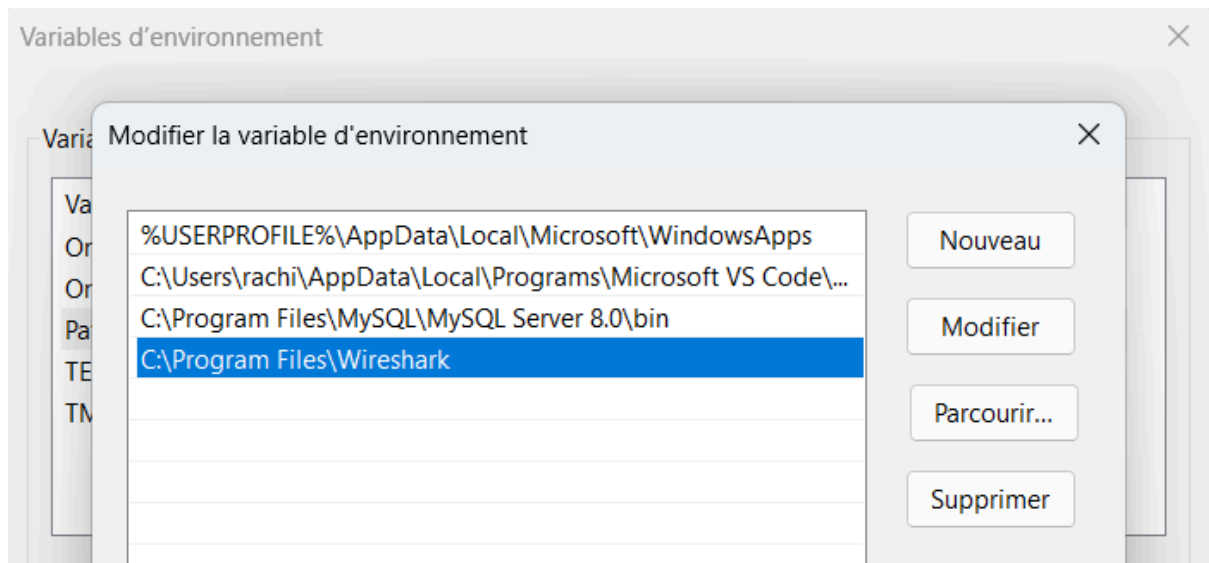 Variables d'environnement
Modifier la variable d'environnement
%USERPROFILE%\AppData\Local\Microsoft\WindowsApps
C:\Users\rachi\AppData\Local\Programs\Microsoft VS Code\...
C:\Program Files\MySQL\MySQL Server 8.0\bin
C:\Program Files\Wireshark
Nouveau
Modifier
Parcourir...
Supprimer